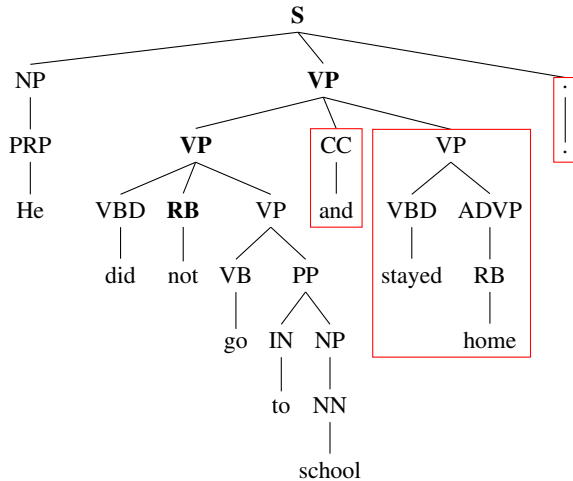 S
NP VP .
PRP VP CC VP .
He VBD RB VP and VBD ADVP
did not VB PP stayed RB
go IN NP home
to NN
school